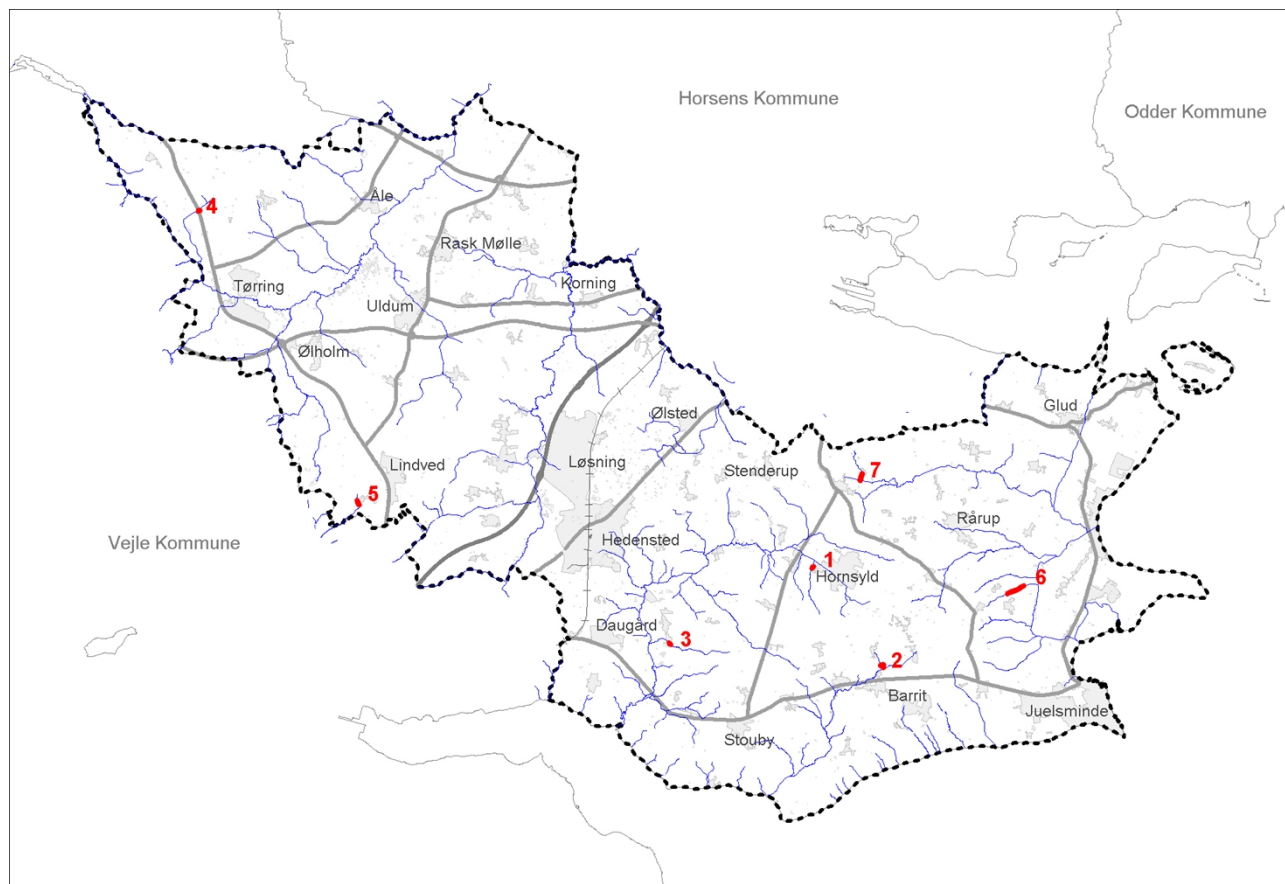 Horsens Kommune
Odder Kommune
Åle
4
Rask Mølle
Korning
Tørring
Uldum
Ølholm
Glud
Ølsted
Løsning
Stenderup
7
Lindved
5
Rårup
Vejle Kommune
Hedensted
1
Hornsyld
6
Daugård
3
2
Barrit
Juelsminde
Stouby